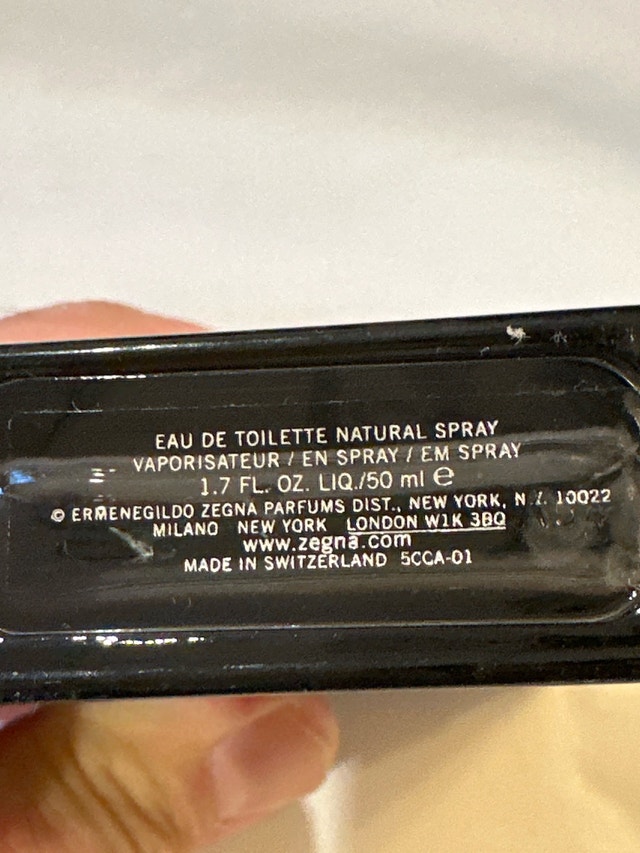 EAU DE TOILETTE NATURAL SPRAY
VAPORISATEUR / EN SPRAY / EM SPRAY
1.7 FL. OZ. LIQ./50 ml ℮
© ERMENEGILDO ZEGNA PARFUMS DIST., NEW YORK, N.Y. 10022
MILANO NEW YORK LONDON W1K 3BQ
www.zegna.com
MADE IN SWITZERLAND 5CCA-01